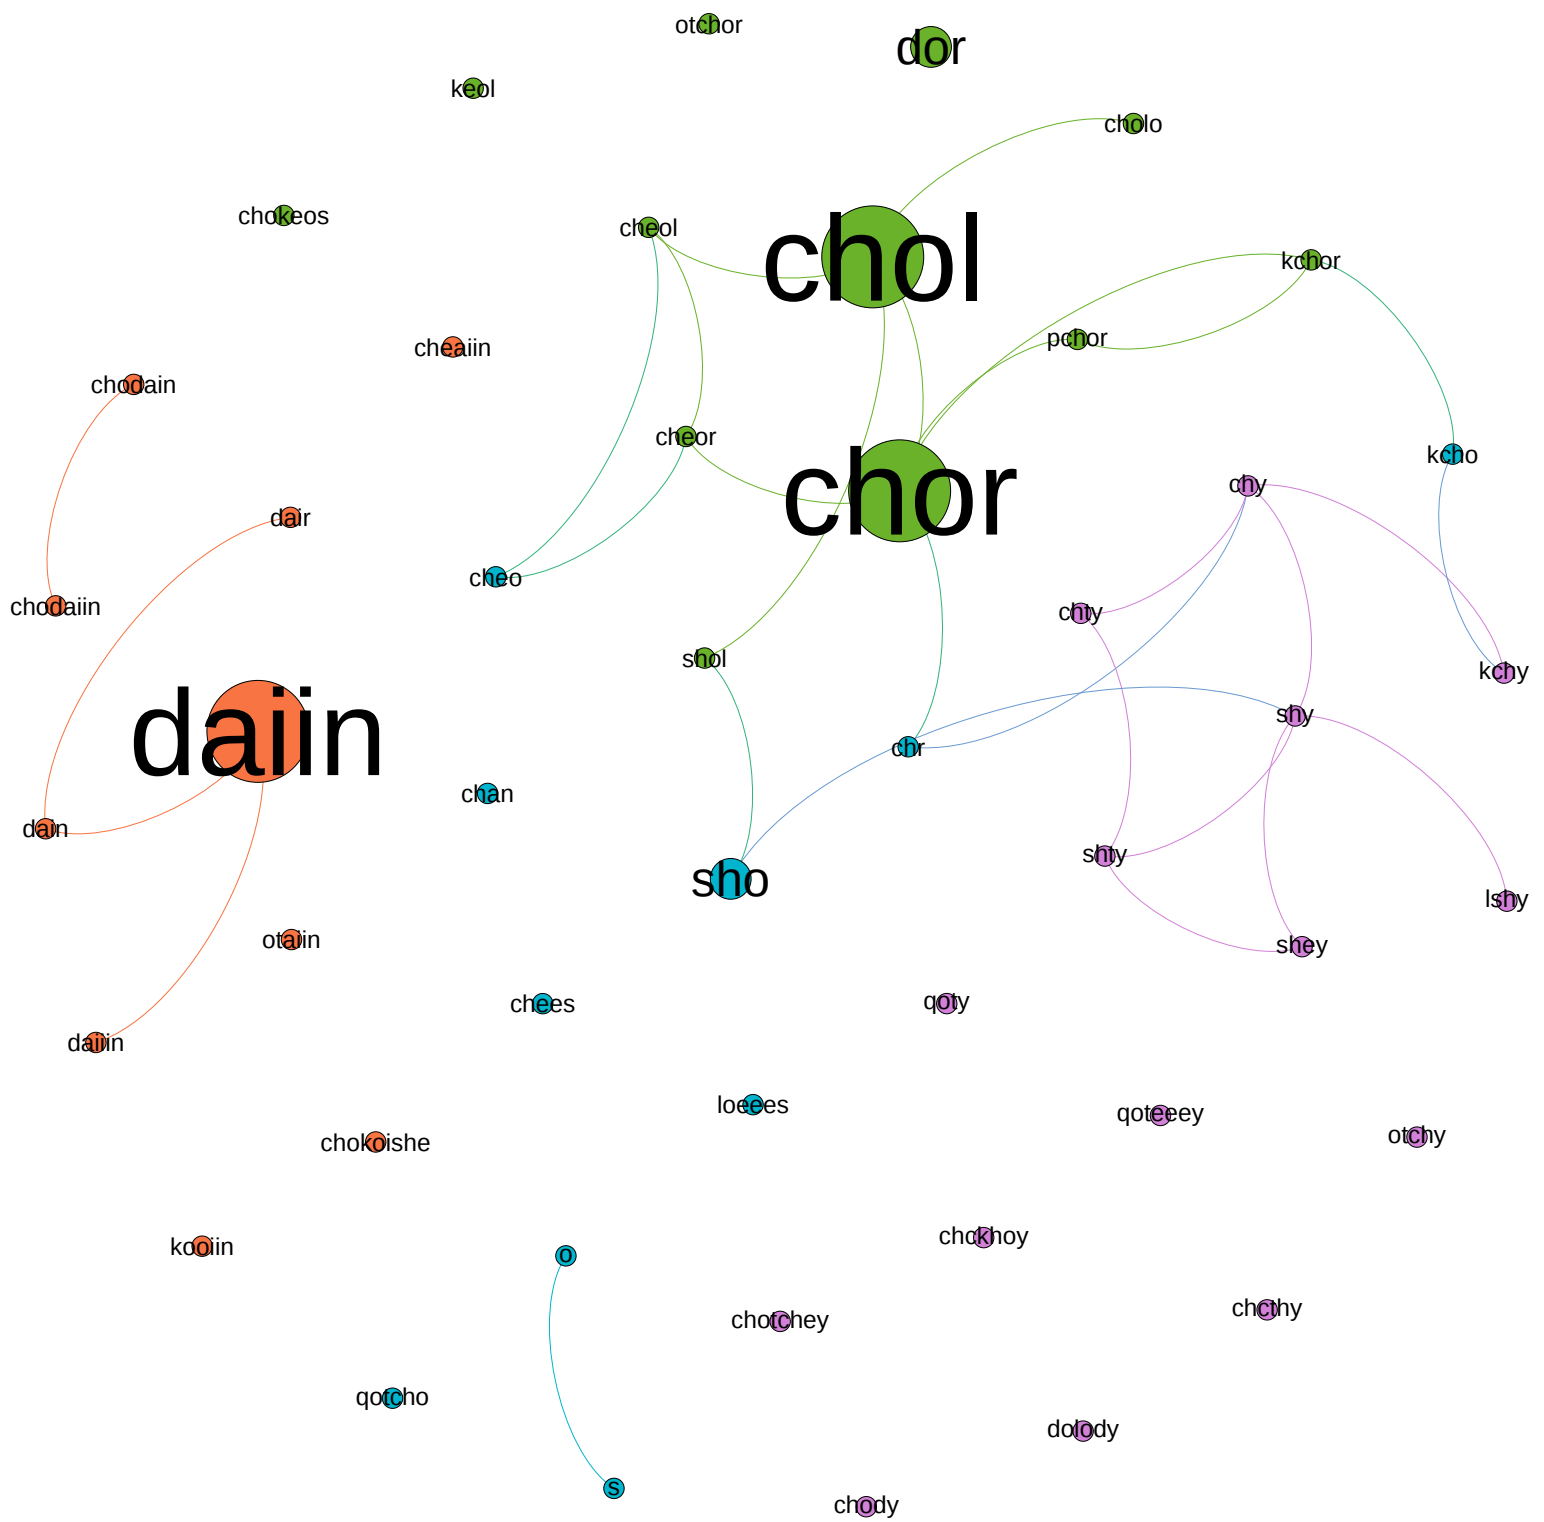 otchor
dor
keol
cholo
chokeos
cheol
chol
kchor
pchor
cheaiin
chodain
cheor
kcho
chor
chy
dair
cheo
chodaiin
chty
shol
kchy
shy
daiin
chr
chan
dain
shty
sho
lshy
otaiin
shey
chees
qoty
daiiin
loeees
qoteeey
otchy
chokoishe
chckhoy
kooiin
o
chcthy
chotchey
qotcho
dolody
s
chody